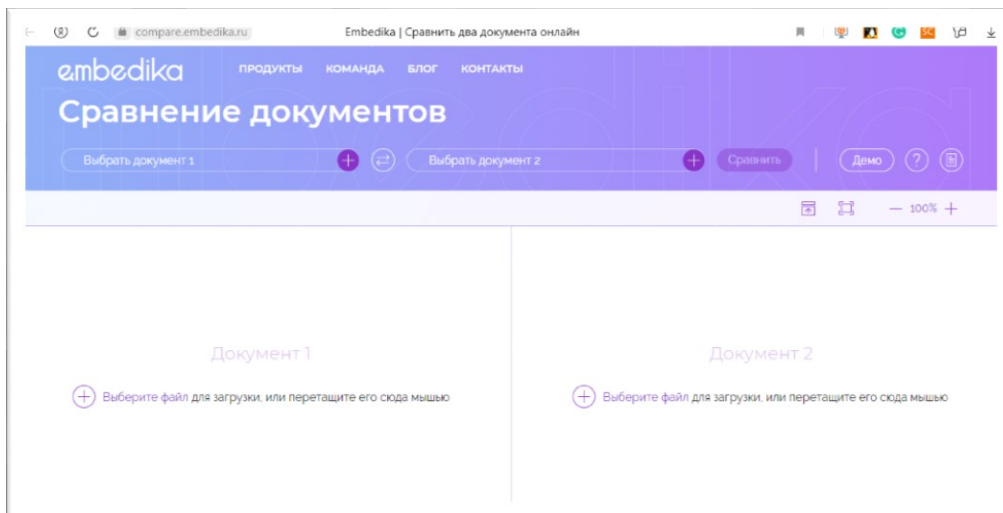 compare.embedika.ru Embedika | Сравнить два документа онлайн
embedika ПРОДУКТЫ КОМАНДА БЛОГ КОНТАКТЫ
Сравнение документов
Выбрать документ 1 Выбрать документ 2 Сравнить Демо ?
— 100% +
Документ 1 Документ 2
Выберите файл для загрузки, или перетащите его сюда мышью Выберите файл для загрузки, или перетащите его сюда мышью